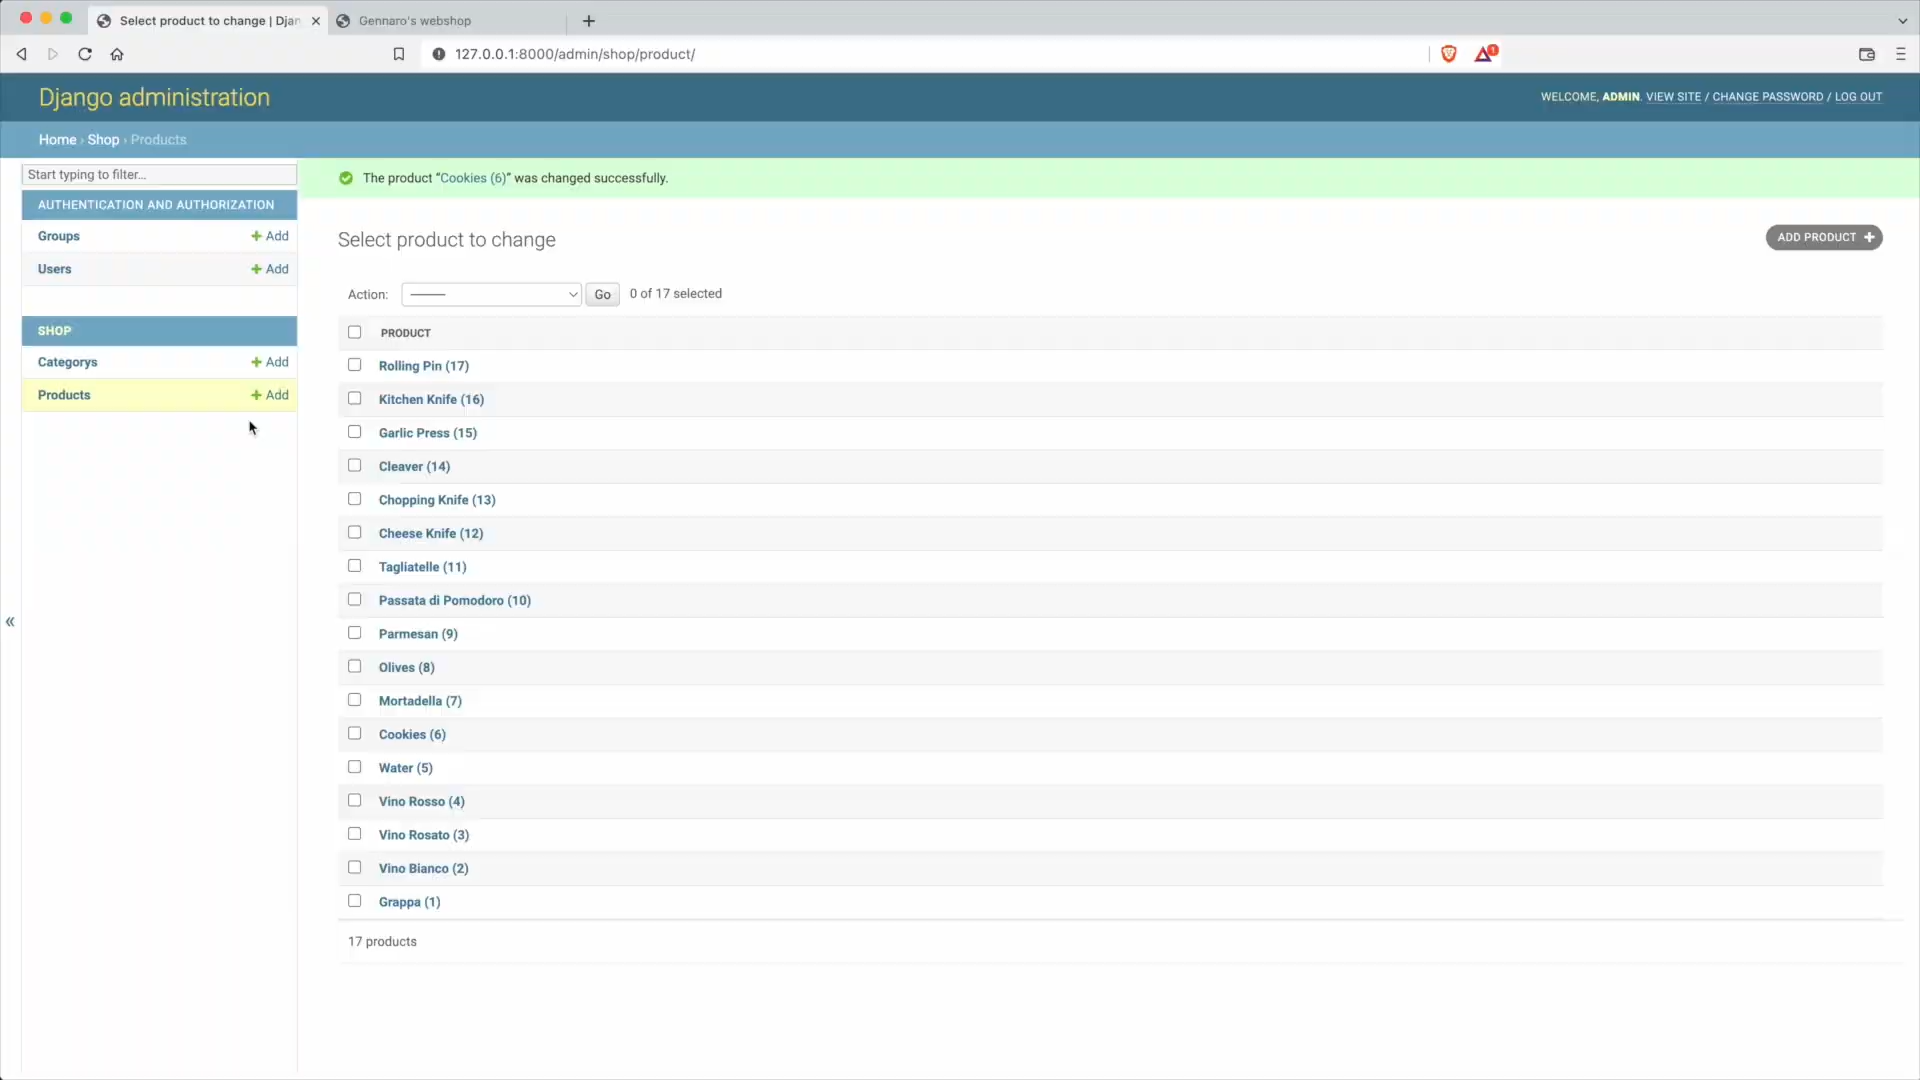 Select product to change | Djan
Gennaro's webshop
127.0.0.1:8000/admin/shop/product/
1
Django administration
WELCOME, ADMIN. VIEW SITE / CHANGE PASSWORD / LOG OUT
Home › Shop › Products
Start typing to filter...
AUTHENTICATION AND AUTHORIZATION
Groups + Add
Users + Add
SHOP
Categorys + Add
Products + Add
«
The product “Cookies (6)” was changed successfully.
Select product to change
ADD PRODUCT +
Action: --------- Go 0 of 17 selected
PRODUCT
Rolling Pin (17)
Kitchen Knife (16)
Garlic Press (15)
Cleaver (14)
Chopping Knife (13)
Cheese Knife (12)
Tagliatelle (11)
Passata di Pomodoro (10)
Parmesan (9)
Olives (8)
Mortadella (7)
Cookies (6)
Water (5)
Vino Rosso (4)
Vino Rosato (3)
Vino Bianco (2)
Grappa (1)
17 products